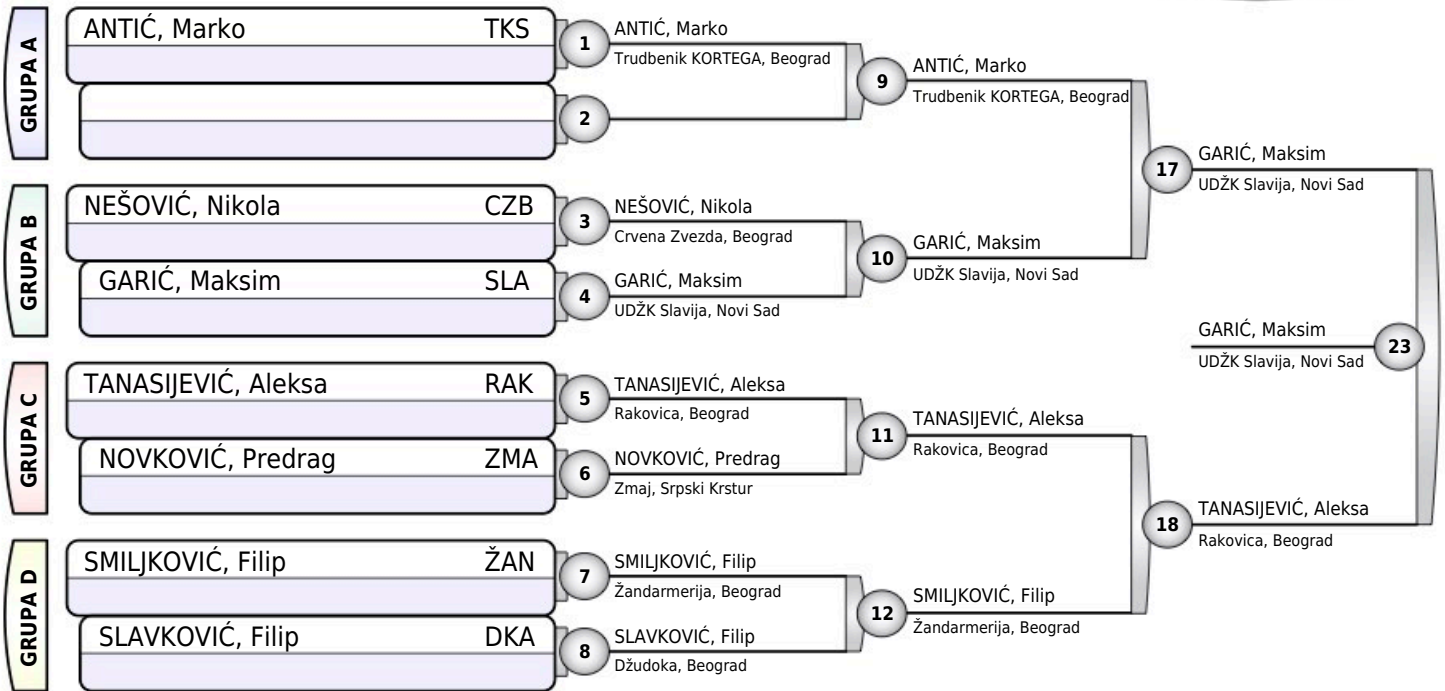 GRUPA A
ANTIĆ, Marko TKS
1
ANTIĆ, Marko
Trudbenik KORTEGA, Beograd
2
9
ANTIĆ, Marko
Trudbenik KORTEGA, Beograd
GRUPA B
NEŠOVIĆ, Nikola CZB
3
NEŠOVIĆ, Nikola
Crvena Zvezda, Beograd
GARIĆ, Maksim SLA
4
GARIĆ, Maksim
UDŽK Slavija, Novi Sad
10
GARIĆ, Maksim
UDŽK Slavija, Novi Sad
17
GARIĆ, Maksim
UDŽK Slavija, Novi Sad
GARIĆ, Maksim
UDŽK Slavija, Novi Sad
23
GRUPA C
TANASIJEVIĆ, Aleksa RAK
5
TANASIJEVIĆ, Aleksa
Rakovica, Beograd
NOVKOVIĆ, Predrag ZMA
6
NOVKOVIĆ, Predrag
Zmaj, Srpski Krstur
11
TANASIJEVIĆ, Aleksa
Rakovica, Beograd
GRUPA D
SMILJKOVIĆ, Filip ŽAN
7
SMILJKOVIĆ, Filip
Žandarmerija, Beograd
SLAVKOVIĆ, Filip DKA
8
SLAVKOVIĆ, Filip
Džudoka, Beograd
12
SMILJKOVIĆ, Filip
Žandarmerija, Beograd
18
TANASIJEVIĆ, Aleksa
Rakovica, Beograd